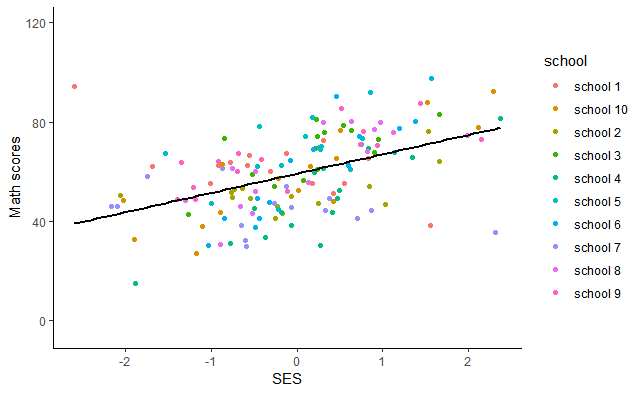 120
80
40
0
Math scores
-2
-1
0
1
2
SES
school
school 1
school 10
school 2
school 3
school 4
school 5
school 6
school 7
school 8
school 9